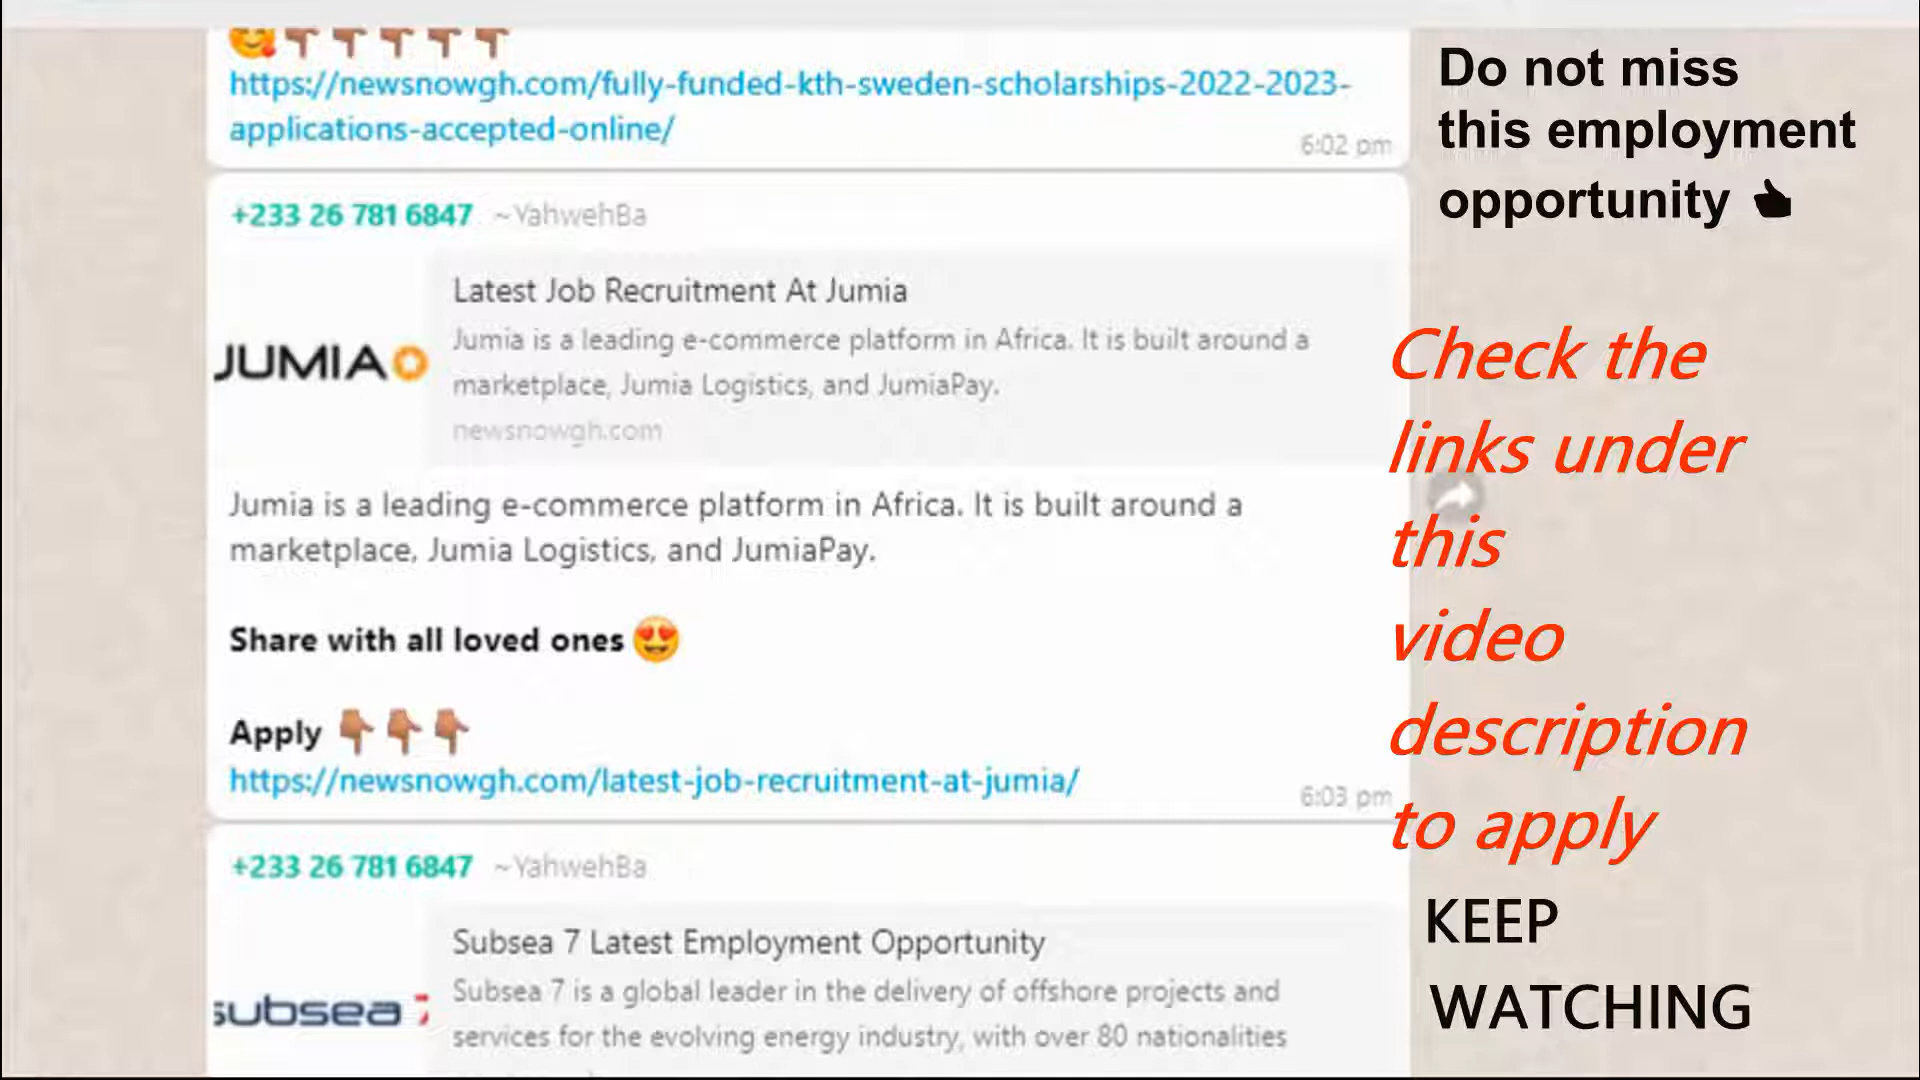 https://newsnowgh.com/fully-funded-kth-sweden-scholarships-2022-2023-
applications-accepted-online/
6:02 pm
+233 26 781 6847 ~YahwehBa
JUMIA
Latest Job Recruitment At Jumia
Jumia is a leading e-commerce platform in Africa. It is built around a
marketplace, Jumia Logistics, and JumiaPay.
newsnowgh.com
Jumia is a leading e-commerce platform in Africa. It is built around a
marketplace, Jumia Logistics, and JumiaPay.
Share with all loved ones 😍
Apply 👇🏽👇🏽👇🏽
https://newsnowgh.com/latest-job-recruitment-at-jumia/
6:03 pm
+233 26 781 6847 ~YahwehBa
subsea 7
Subsea 7 Latest Employment Opportunity
Subsea 7 is a global leader in the delivery of offshore projects and
services for the evolving energy industry, with over 80 nationalities
Do not miss
this employment
opportunity
Check the
links under
this
video
description
to apply
KEEP
WATCHING